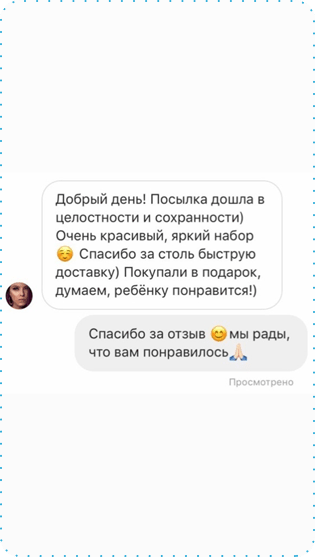 Добрый день! Посылка дошла в
целостности и сохранности)
Очень красивый, яркий набор
☺️ Спасибо за столь быструю
доставку) Покупали в подарок,
думаем, ребёнку понравится!)
Спасибо за отзыв 😊мы рады,
что вам понравилось🙏🏻
Просмотрено